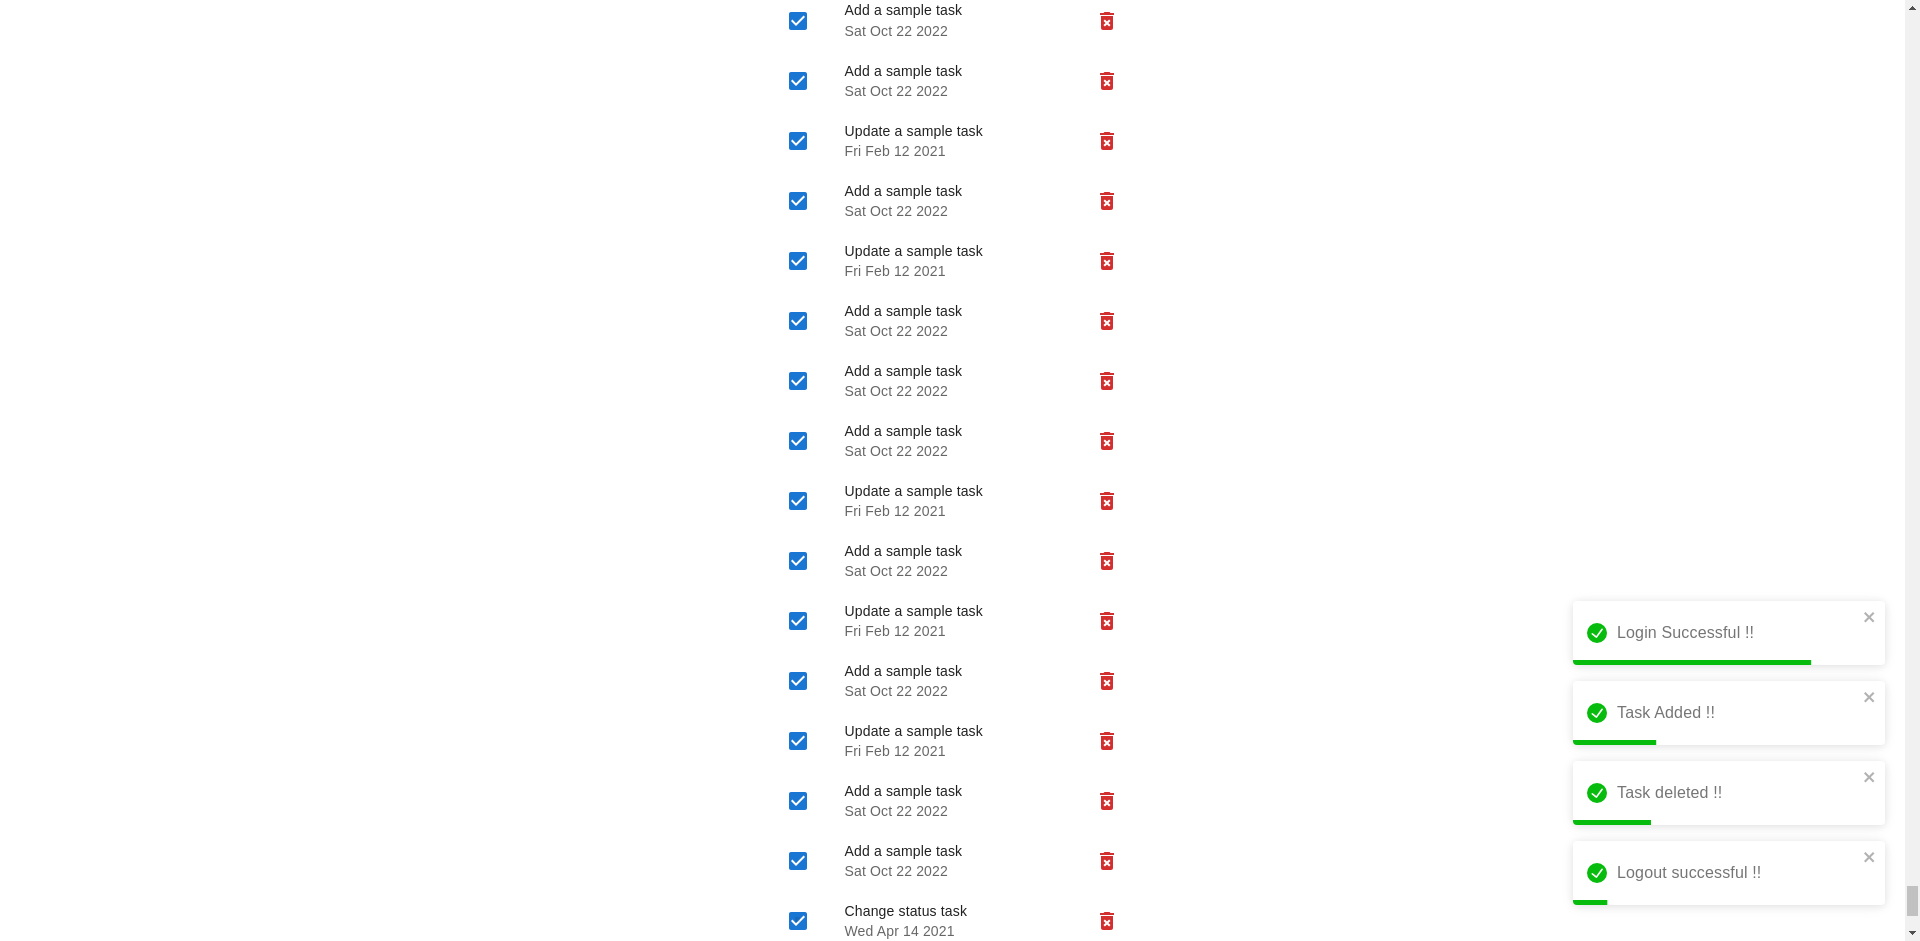 Add a sample task
Sat Oct 22 2022
Add a sample task
Sat Oct 22 2022
Update a sample task
Fri Feb 12 2021
Add a sample task
Sat Oct 22 2022
Update a sample task
Fri Feb 12 2021
Add a sample task
Sat Oct 22 2022
Add a sample task
Sat Oct 22 2022
Add a sample task
Sat Oct 22 2022
Update a sample task
Fri Feb 12 2021
Add a sample task
Sat Oct 22 2022
Update a sample task
Fri Feb 12 2021
Add a sample task
Sat Oct 22 2022
Update a sample task
Fri Feb 12 2021
Add a sample task
Sat Oct 22 2022
Add a sample task
Sat Oct 22 2022
Change status task
Wed Apr 14 2021
Login Successful !!
Task Added !!
Task deleted !!
Logout successful !!